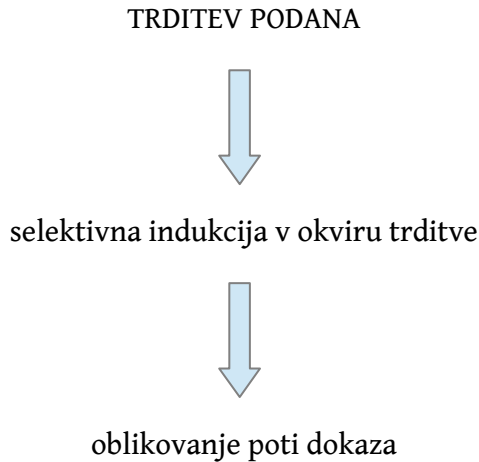 TRDITEV PODANA
selektivna indukcija v okviru trditve
oblikovanje poti dokaza